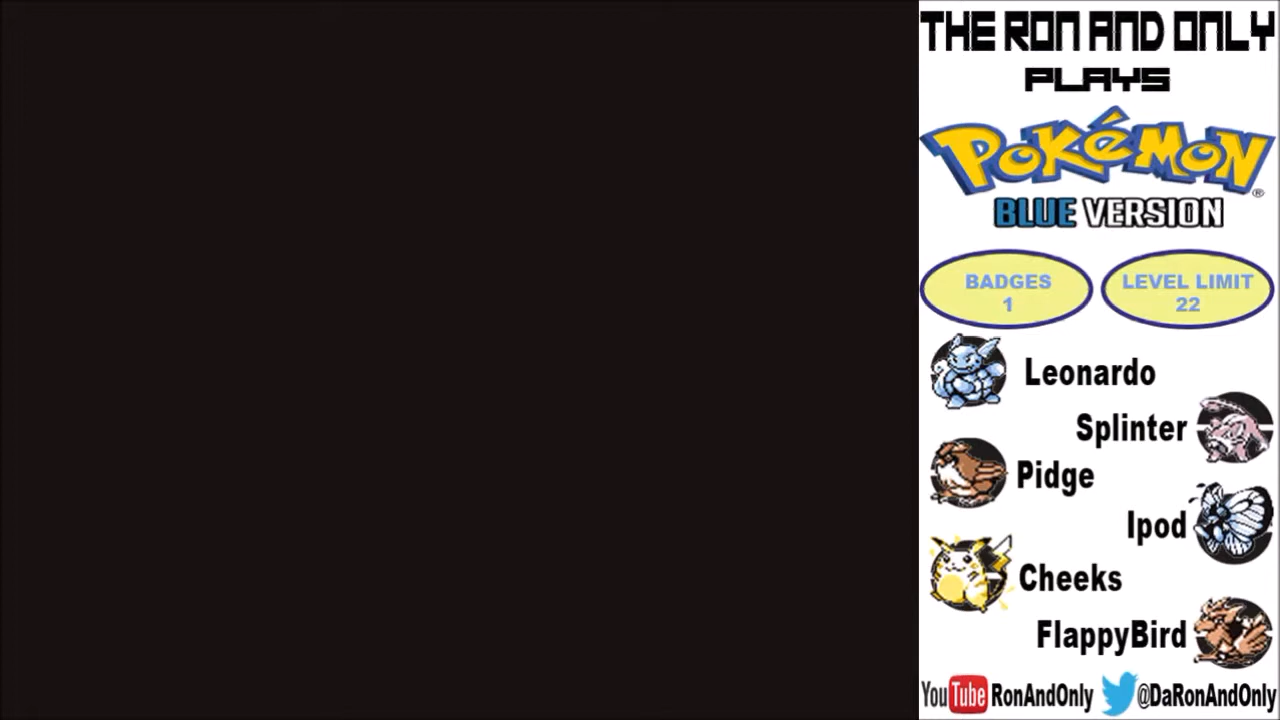 THE RON AND ONLY
PLAYS
POKéMON
BLUE VERSION
BADGES
1
LEVEL LIMIT
22
Leonardo
Splinter
Pidge
Ipod
Cheeks
FlappyBird
YouTube RonAndOnly @DaRonAndOnly